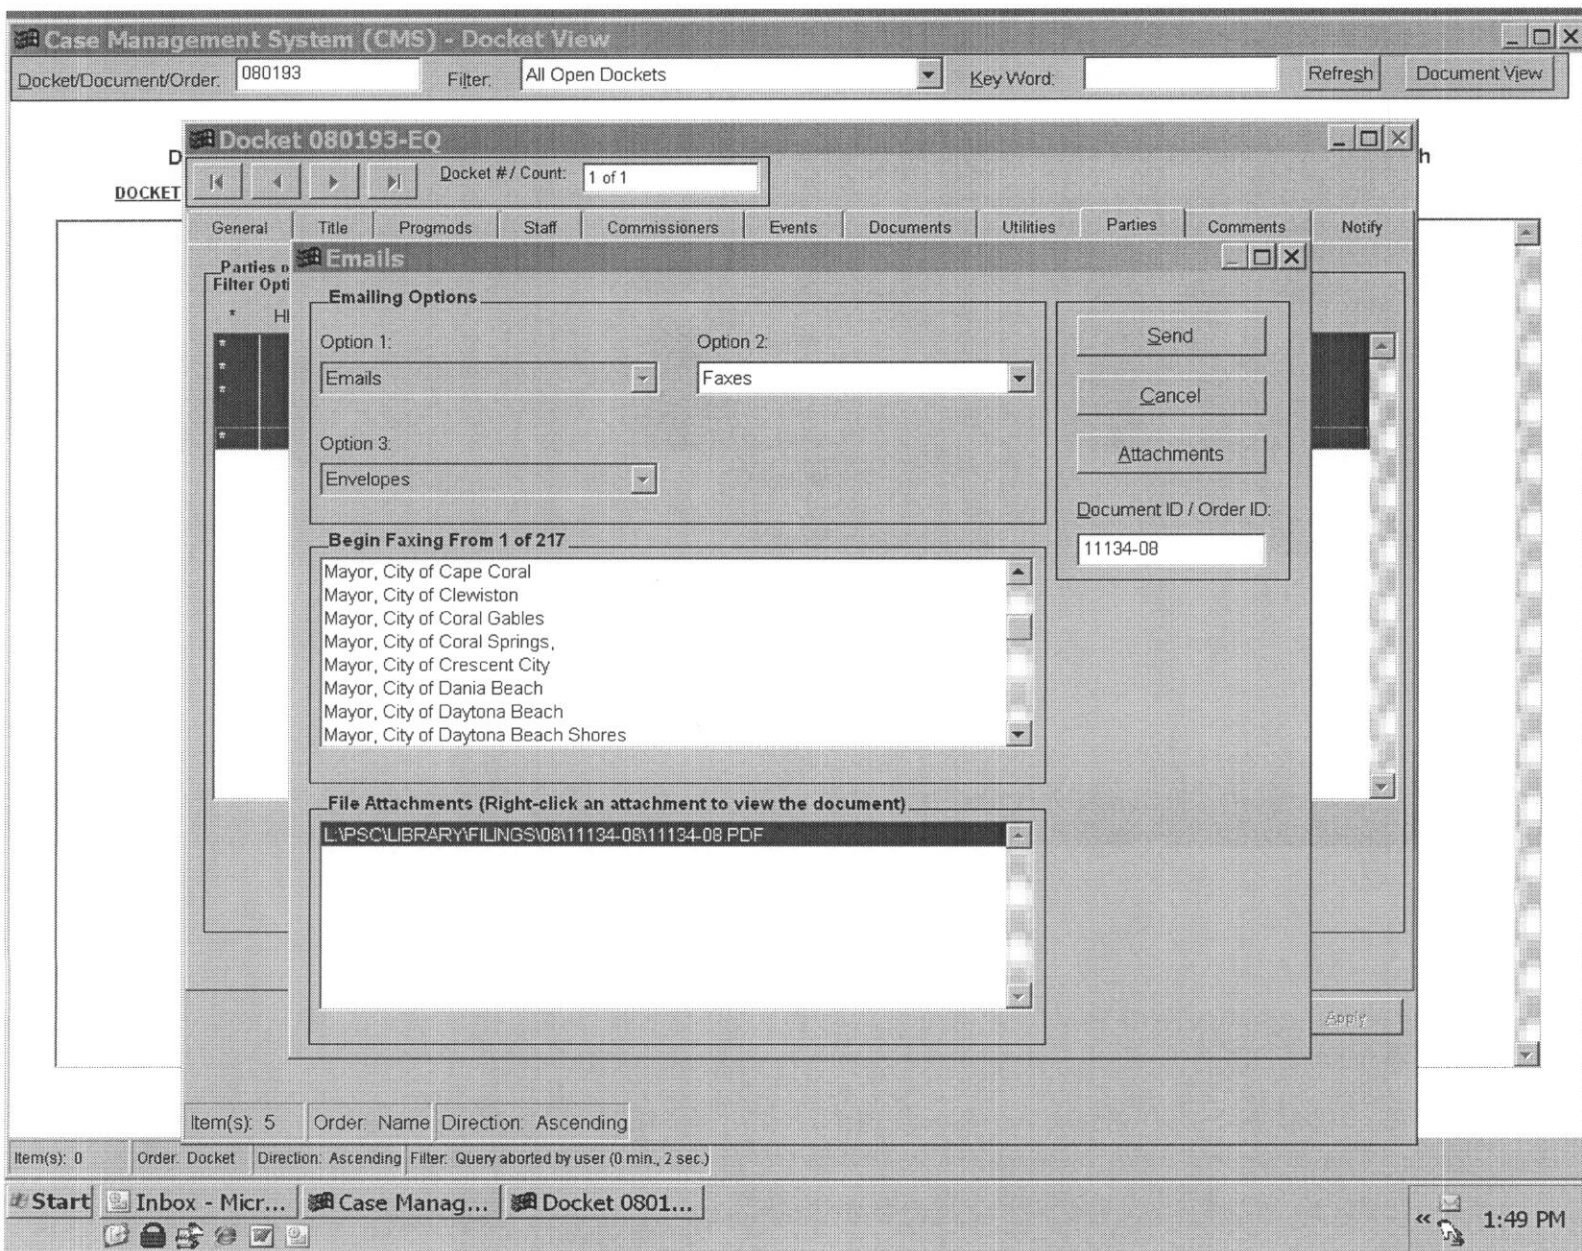 Case Management System (CMS) - Docket View
Docket/Document/Order: 080193 Filter: All Open Dockets Key Word: Refresh Document View
Docket 080193-EQ
D h
Docket # / Count: 1 of 1
DOCKET
General Title Progmods Staff Commissioners Events Documents Utilities Parties Comments Notify
Emails
Parties
Filter Opti
Emailing Options
* HI
Option 1: Option 2: Send
Emails Faxes
Cancel
Option 3: Attachments
Envelopes
Document ID / Order ID:
Begin Faxing From 1 of 217
11134-08
Mayor, City of Cape Coral
Mayor, City of Clewiston
Mayor, City of Coral Gables
Mayor, City of Coral Springs,
Mayor, City of Crescent City
Mayor, City of Dania Beach
Mayor, City of Daytona Beach
Mayor, City of Daytona Beach Shores
File Attachments (Right-click an attachment to view the document)
L:\PSC\LIBRARY\FILINGS\08\11134-08\11134-08.PDF
Apply
Item(s): 5 Order: Name Direction: Ascending
Item(s): 0 Order: Docket Direction: Ascending Filter: Query aborted by user (0 min., 2 sec.)
Start Inbox - Micr... Case Manag... Docket 0801...
« 1:49 PM